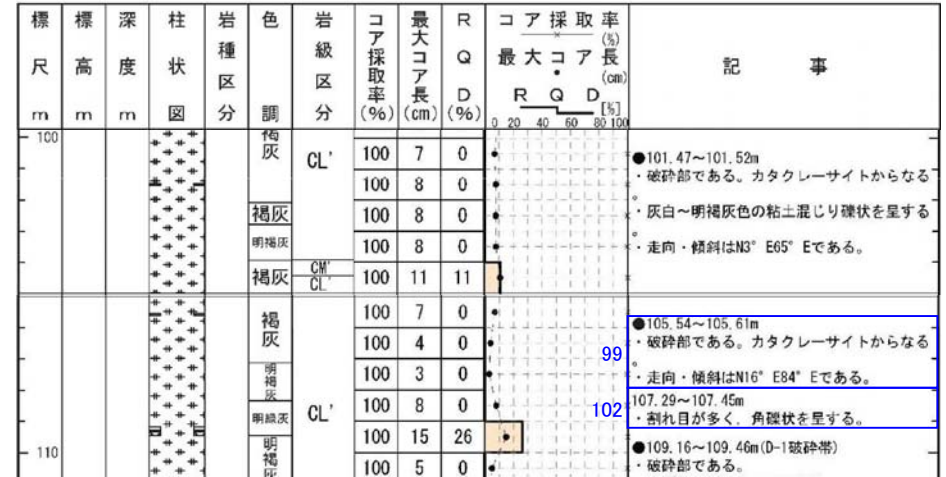 標尺m
標高m
深度m
柱状図
岩種区分
色調
岩級区分
コア採取率(%)
最大コア長(cm)
RQD(%)
コア採取率(%)
最大コア長(cm)
RQD[%]
0 20 40 60 80 100
記事
100
褐灰
CL'
100 7 0
100 8 0
褐灰
100 8 0
明褐灰
100 8 0
褐灰
CM'
CL'
100 11 11
●101.47~101.52m
・破砕部である。カタクレーサイトからなる
。
・灰白~明褐灰色の粘土混じり礫状を呈する
。
・走向・傾斜はN3°E65°Eである。
褐灰
100 7 0
100 4 0
明褐灰
100 3 0
明緑灰
CL'
100 8 0
100 15 26
110
明褐灰
100 5 0
99
●105.54~105.61m
・破砕部である。カタクレーサイトからなる
。
・走向・傾斜はN16°E84°Eである。
102
107.29~107.45m
・割れ目が多く、角礫状を呈する。
●109.16~109.46m(D-1破砕帯)
・破砕部である。